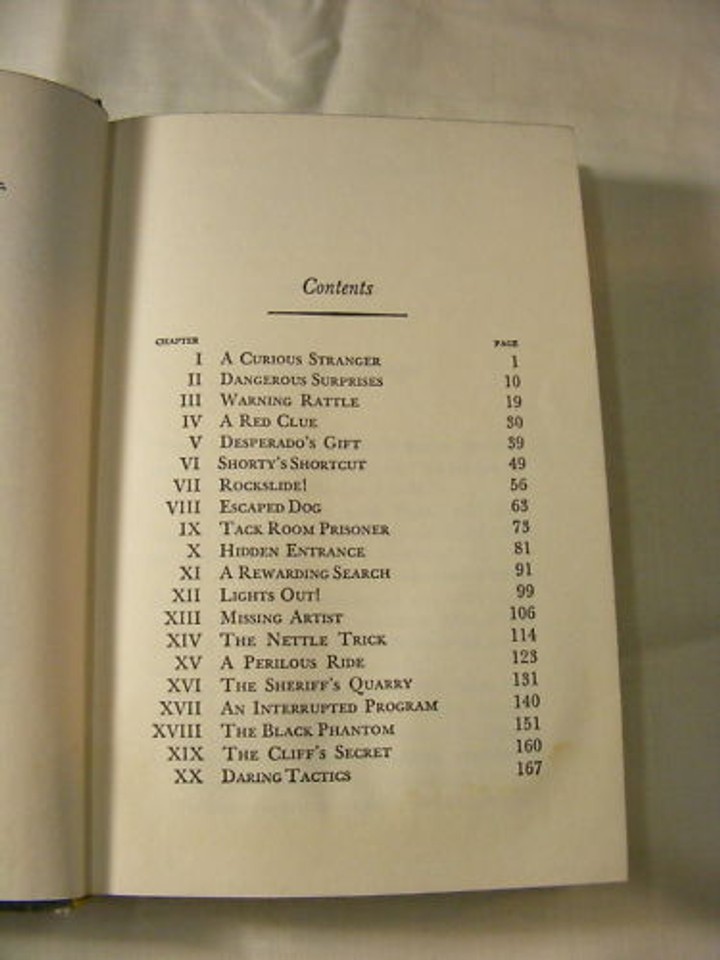 Contents
CHAPTER PAGE
I A CURIOUS STRANGER 1
II DANGEROUS SURPRISES 10
III WARNING RATTLE 19
IV A RED CLUE 30
V DESPERADO'S GIFT 39
VI SHORTY'S SHORTCUT 49
VII ROCKSLIDE! 56
VIII ESCAPED DOG 63
IX TACK ROOM PRISONER 73
X HIDDEN ENTRANCE 81
XI A REWARDING SEARCH 91
XII LIGHTS OUT! 99
XIII MISSING ARTIST 106
XIV THE NETTLE TRICK 114
XV A PERILOUS RIDE 123
XVI THE SHERIFF'S QUARRY 131
XVII AN INTERRUPTED PROGRAM 140
XVIII THE BLACK PHANTOM 151
XIX THE CLIFF'S SECRET 160
XX DARING TACTICS 167